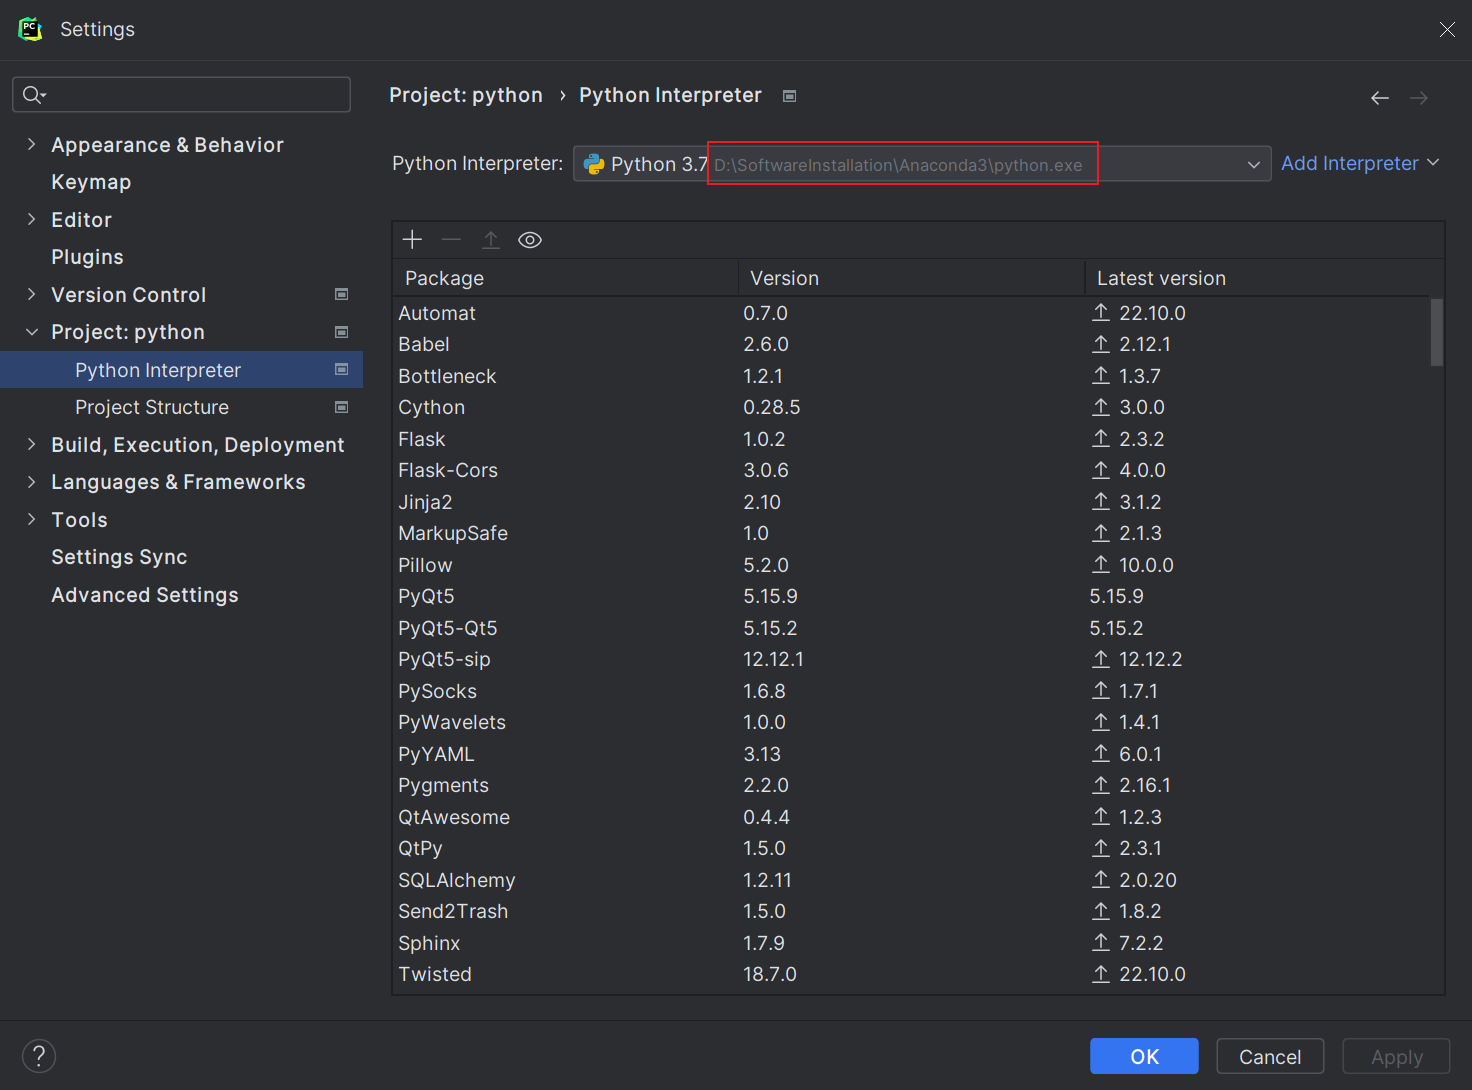 PC
Settings
Project: python › Python Interpreter
Appearance & Behavior
Keymap
Editor
Plugins
Version Control
Project: python
Python Interpreter
Project Structure
Build, Execution, Deployment
Languages & Frameworks
Tools
Settings Sync
Advanced Settings
Python Interpreter: Python 3.7 D:\SoftwareInstallation\Anaconda3\python.exe Add Interpreter
Package Version Latest version
Automat 0.7.0 22.10.0
Babel 2.6.0 2.12.1
Bottleneck 1.2.1 1.3.7
Cython 0.28.5 3.0.0
Flask 1.0.2 2.3.2
Flask-Cors 3.0.6 4.0.0
Jinja2 2.10 3.1.2
MarkupSafe 1.0 2.1.3
Pillow 5.2.0 10.0.0
PyQt5 5.15.9 5.15.9
PyQt5-Qt5 5.15.2 5.15.2
PyQt5-sip 12.12.1 12.12.2
PySocks 1.6.8 1.7.1
PyWavelets 1.0.0 1.4.1
PyYAML 3.13 6.0.1
Pygments 2.2.0 2.16.1
QtAwesome 0.4.4 1.2.3
QtPy 1.5.0 2.3.1
SQLAlchemy 1.2.11 2.0.20
Send2Trash 1.5.0 1.8.2
Sphinx 1.7.9 7.2.2
Twisted 18.7.0 22.10.0
? OK Cancel Apply